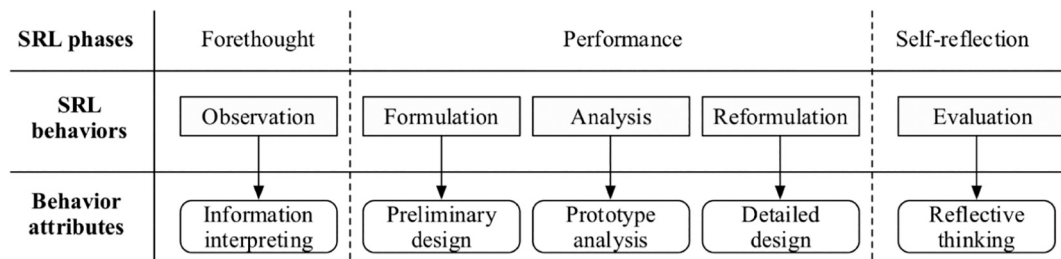 SRL phases
Forethought
Performance
Self-reflection
SRL
behaviors
Observation
Formulation
Analysis
Reformulation
Evaluation
Behavior
attributes
Information
interpreting
Preliminary
design
Prototype
analysis
Detailed
design
Reflective
thinking